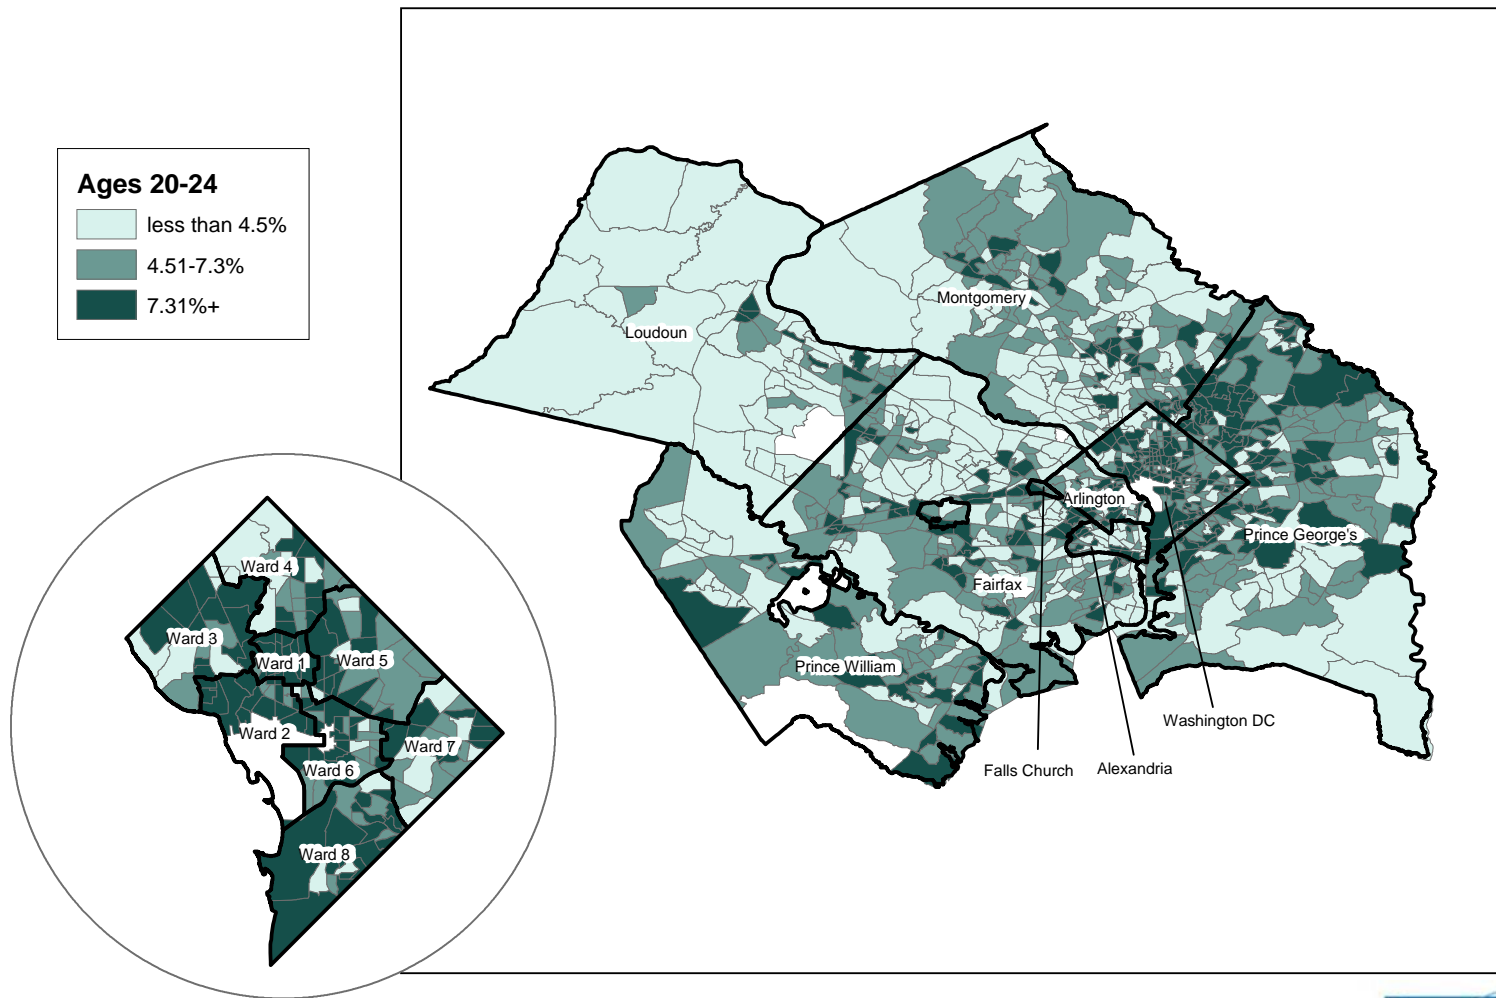 Ages 20-24
less than 4.5%
4.51-7.3%
7.31%+
Montgomery
Loudoun
Arlington
Prince George's
Fairfax
Prince William
Washington DC
Falls Church
Alexandria
Ward 4
Ward 3
Ward 1
Ward 5
Ward 2
Ward 7
Ward 6
Ward 8